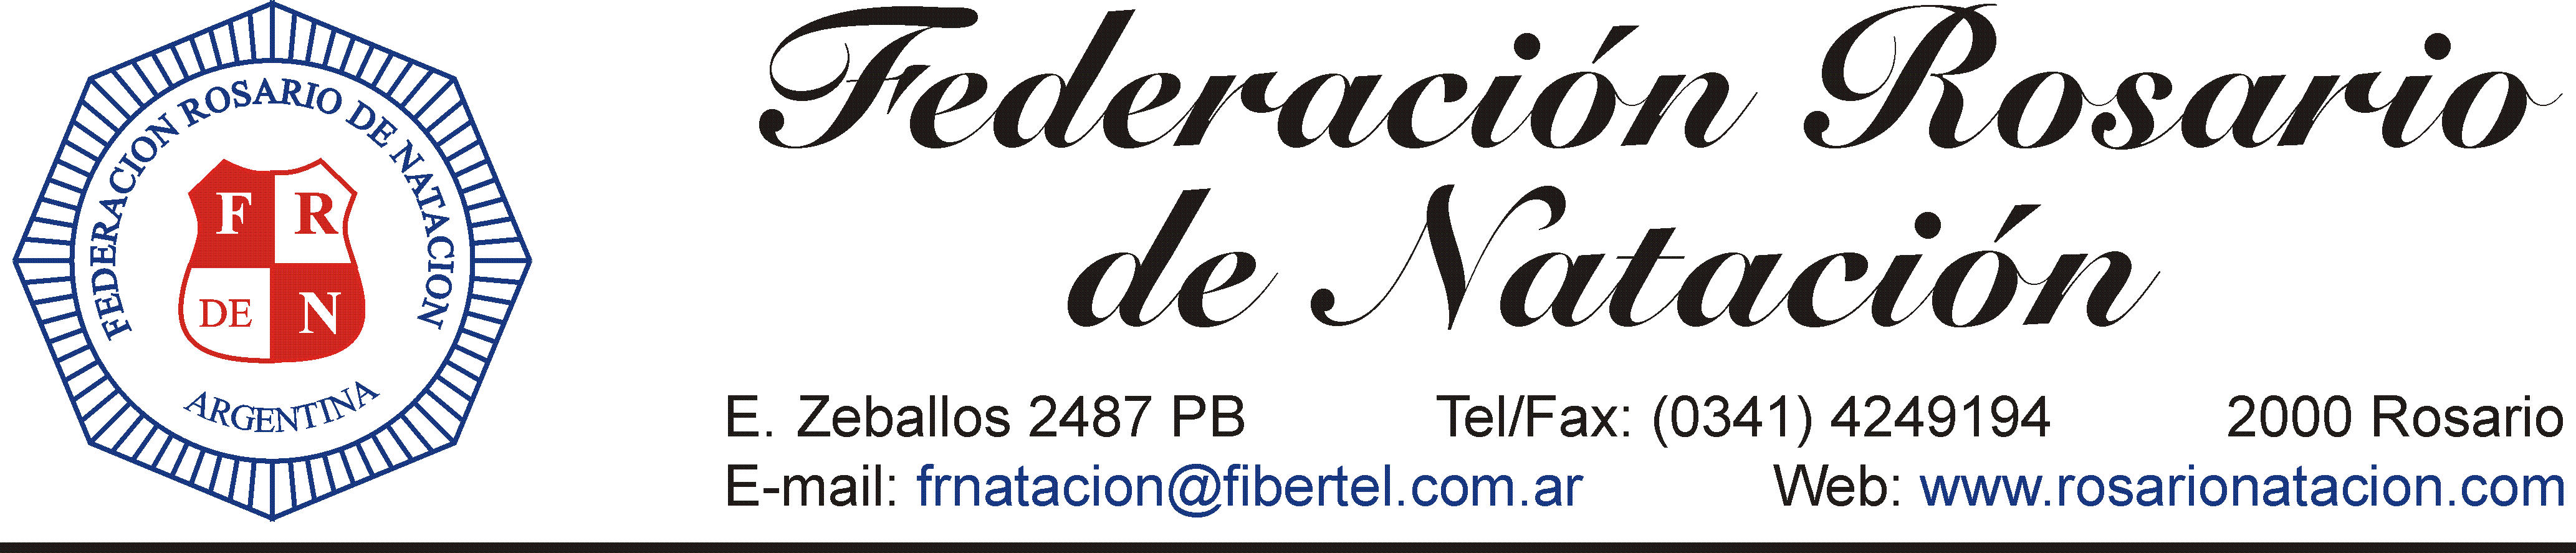 FEDERACION ROSARIO DE NATACION
F R
DE N
ARGENTINA
Federación Rosario
de Natación
E. Zeballos 2487 PB Tel/Fax: (0341) 4249194 2000 Rosario
E-mail: frnatacion@fibertel.com.ar Web: www.rosarionatacion.com